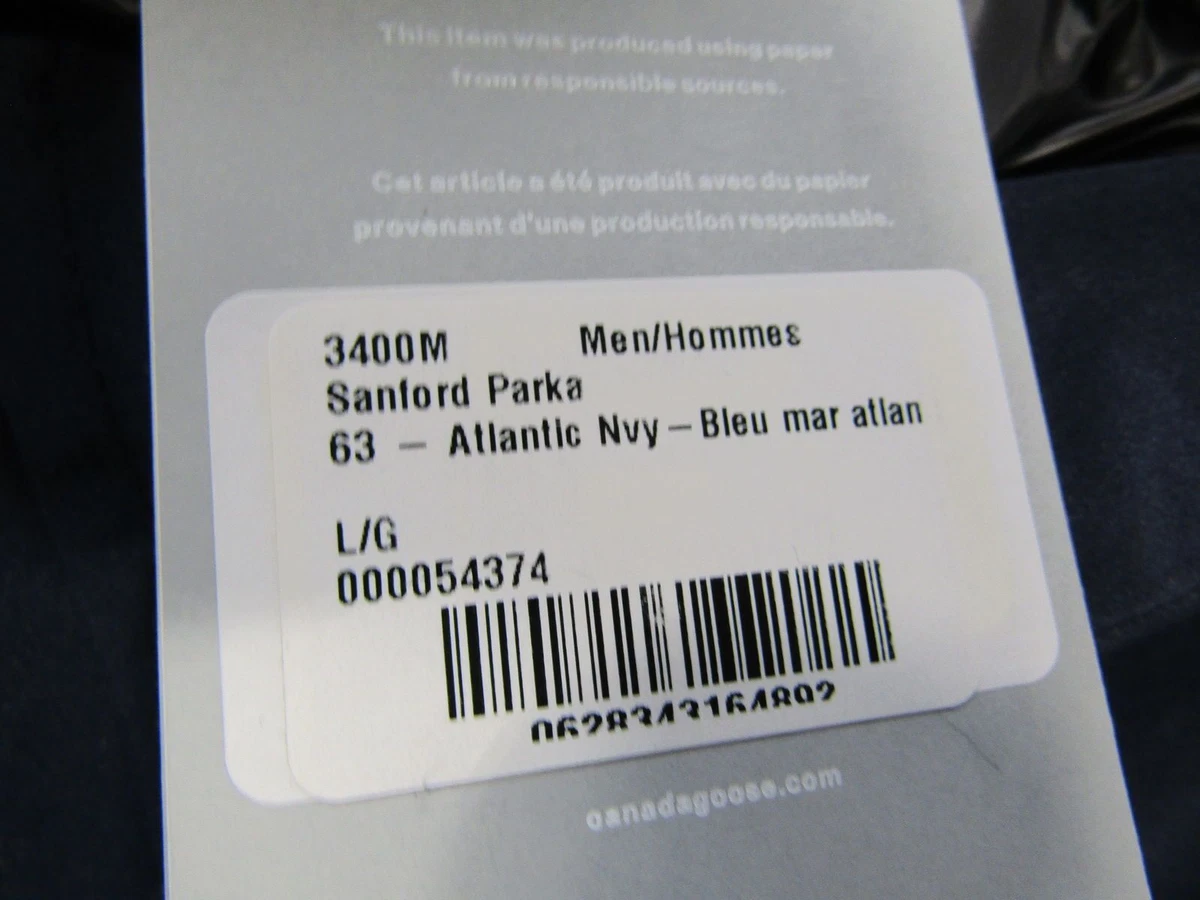 This item was produced using paper
from responsible sources.
Cet article a été produit avec du papier
provenant d'une production responsable.
3400M Men/Hommes
Sanford Parka
63 – Atlantic Nvy – Bleu mar atlan
L/G
000054374
0628343164892
canadagoose.com